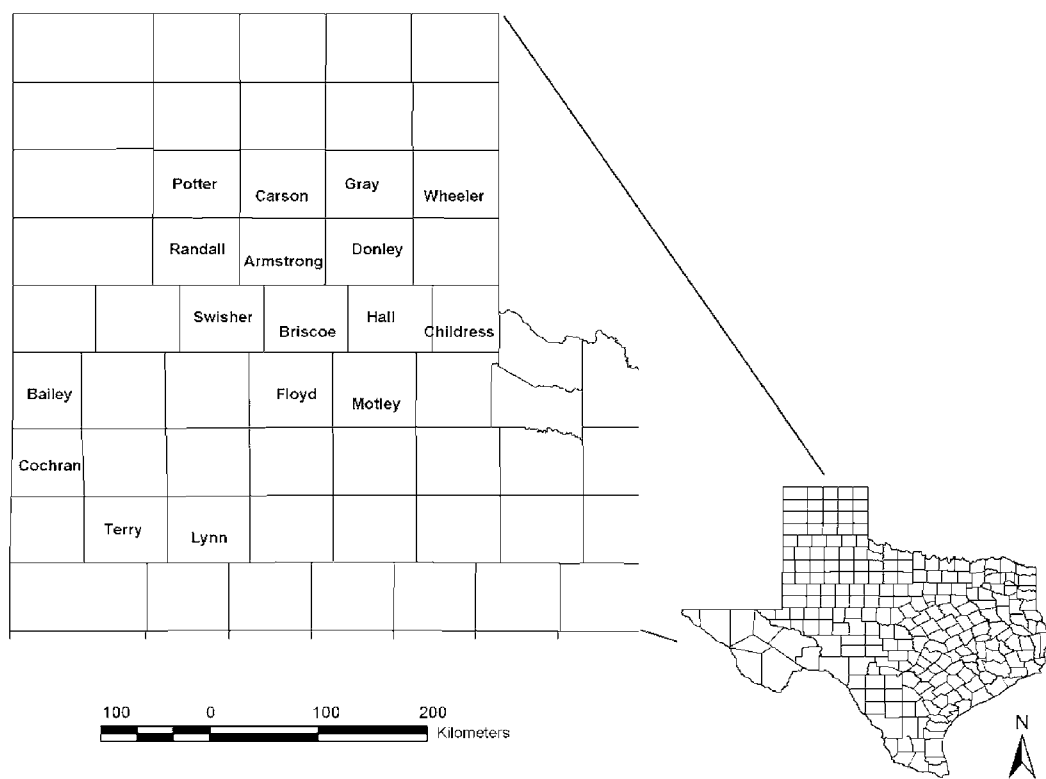 Potter
Carson
Gray
Wheeler
Randall
Armstrong
Donley
Swisher
Briscoe
Hall
Childress
Bailey
Floyd
Motley
Cochran
Terry
Lynn
100 0 100 200
Kilometers
N